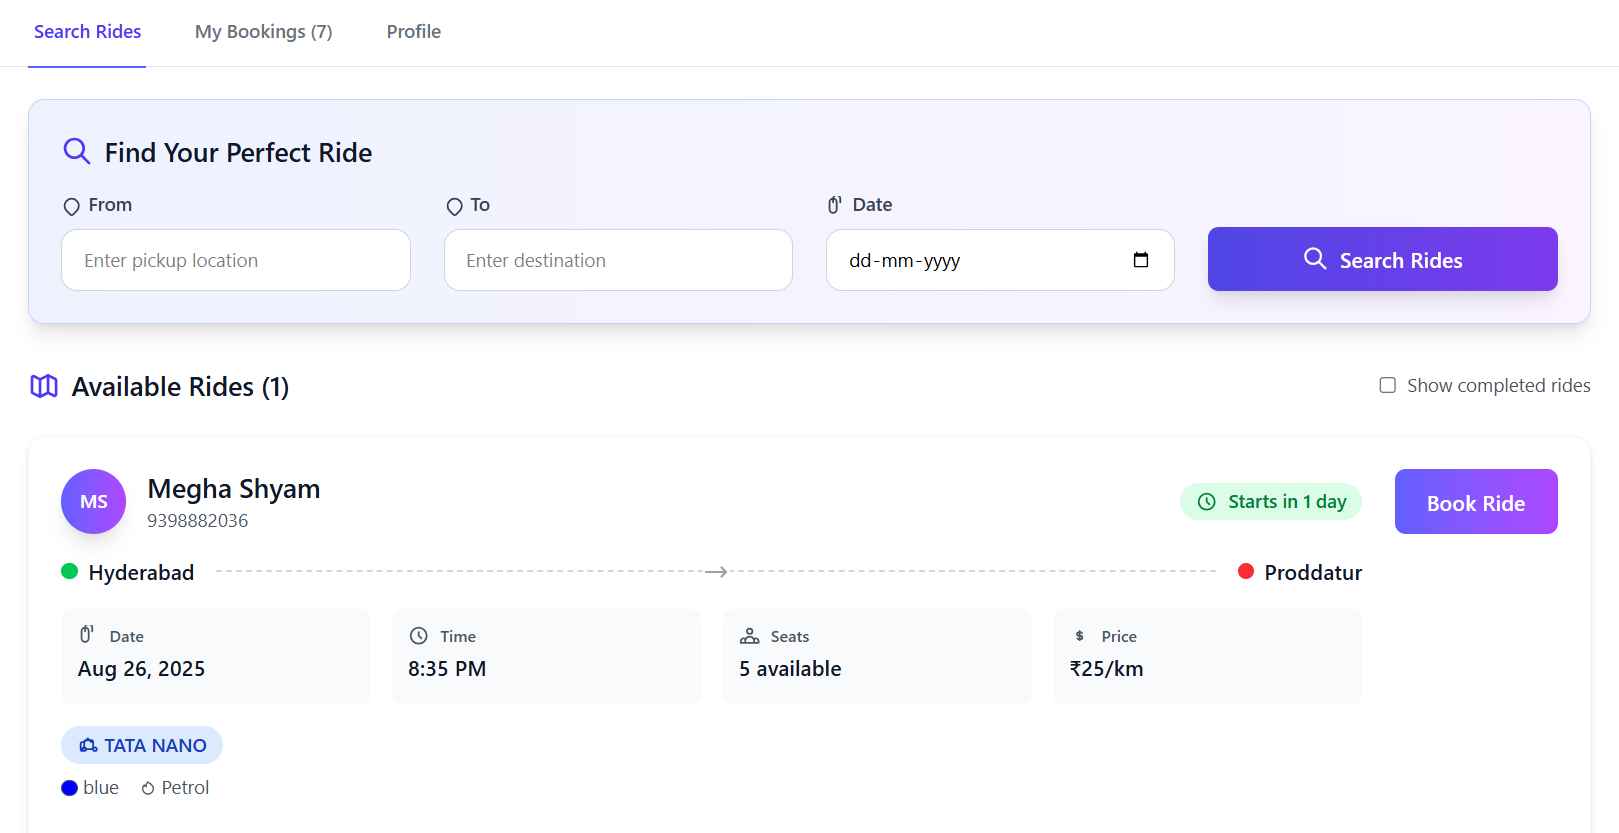 Search Rides
My Bookings (7)
Profile
Find Your Perfect Ride
From
To
Date
Enter pickup location
Enter destination
dd-mm-yyyy
Search Rides
Available Rides (1)
Show completed rides
MS
Megha Shyam
9398882036
Starts in 1 day
Book Ride
Hyderabad
Proddatur
Date
Aug 26, 2025
Time
8:35 PM
Seats
5 available
$ Price
₹25/km
TATA NANO
blue
Petrol